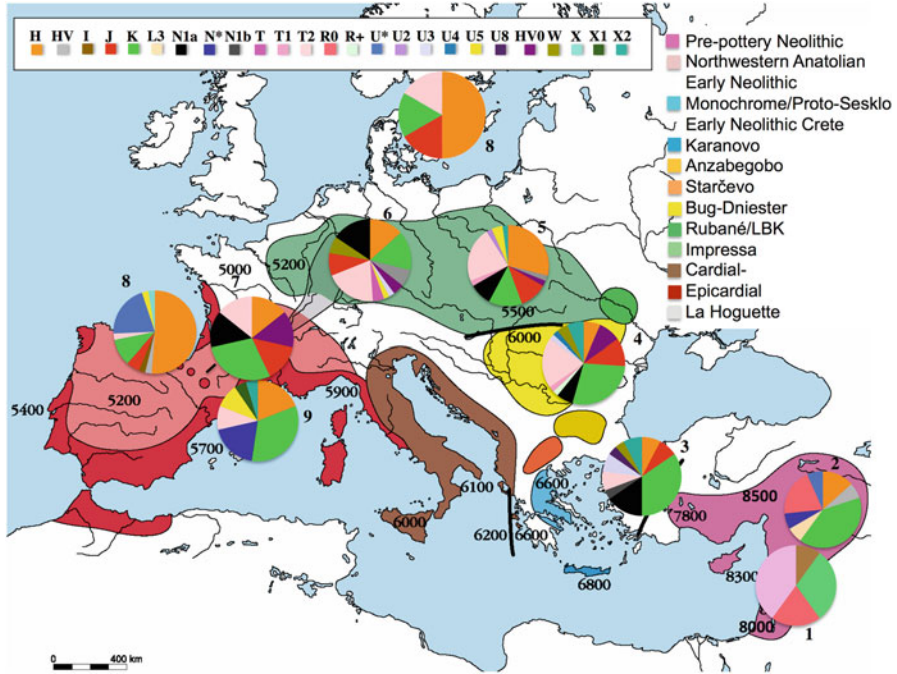 H HV I J K L3 N1a N* N1b T T1 T2 R0 R+ U* U2 U3 U4 U5 U8 HV0 W X X1 X2
Pre-pottery Neolithic
Northwestern Anatolian
Early Neolithic
Monochrome/Proto-Sesklo
Early Neolithic Crete
Karanovo
Anzabegobo
Starčevo
Bug-Dniester
Rubané/LBK
Impressa
Cardial-
Epicardial
La Hoguette
8
6
5
5200
5000
7
8
5500
6000
4
5900
5200
5400
9
5700
3
2
6100
6600
8500
7800
6000
6200
6600
6800
8300
8000
1
0 400 km